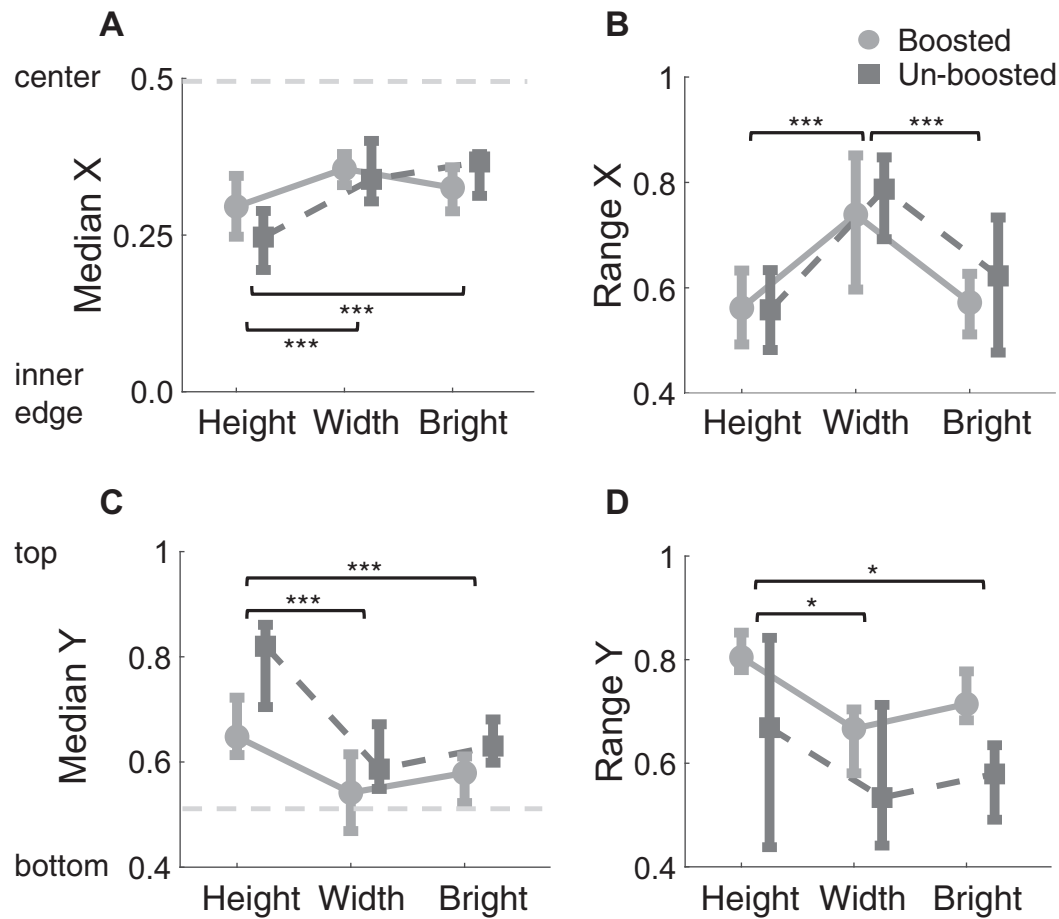 A
center
0.5
Median X
0.25
***
***
inner
edge
0.0
Height Width Bright
B
Boosted
Un-boosted
1
*** ***
0.8
Range X
0.6
0.4
Height Width Bright
C
top
1
***
***
0.8
Median Y
0.6
bottom
0.4
Height Width Bright
D
1
*
*
0.8
Range Y
0.6
0.4
Height Width Bright